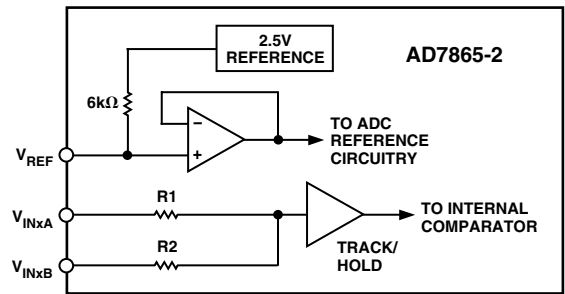 2.5V
REFERENCE
AD7865-2
6kΩ
−
+
TO ADC
REFERENCE
CIRCUITRY
VREF
R1
VINxA
TO INTERNAL
COMPARATOR
R2
TRACK/
HOLD
VINxB